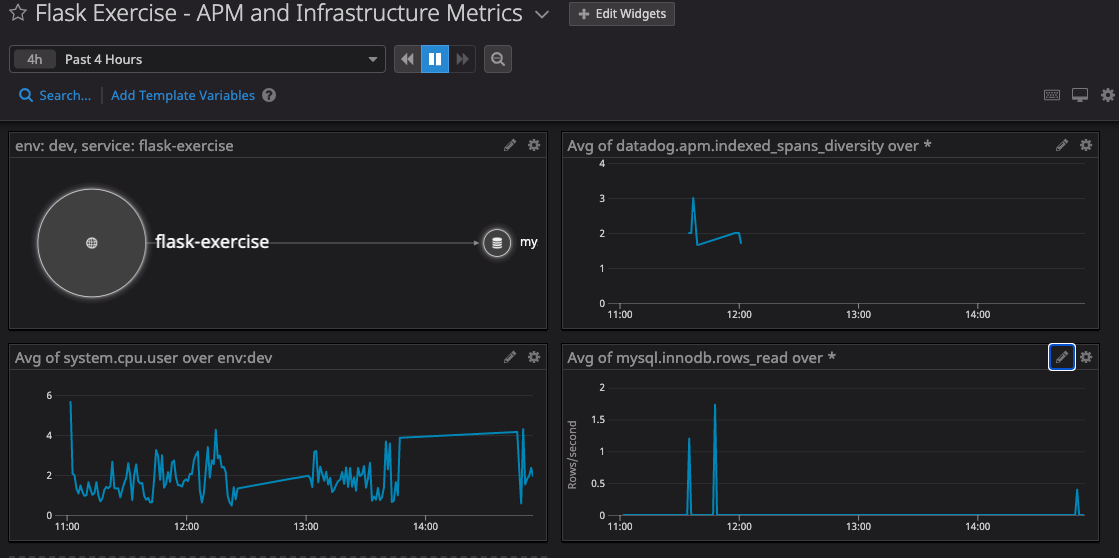 Flask Exercise - APM and Infrastructure Metrics
Edit Widgets
4h Past 4 Hours
Search... Add Template Variables ?
env: dev, service: flask-exercise
flask-exercise
my
Avg of datadog.apm.indexed_spans_diversity over *
4
3
2
1
0
11:00 12:00 13:00 14:00
Avg of system.cpu.user over env:dev
6
4
2
0
11:00 12:00 13:00 14:00
Avg of mysql.innodb.rows_read over *
Rows/second
2
1.5
1
0.5
0
11:00 12:00 13:00 14:00